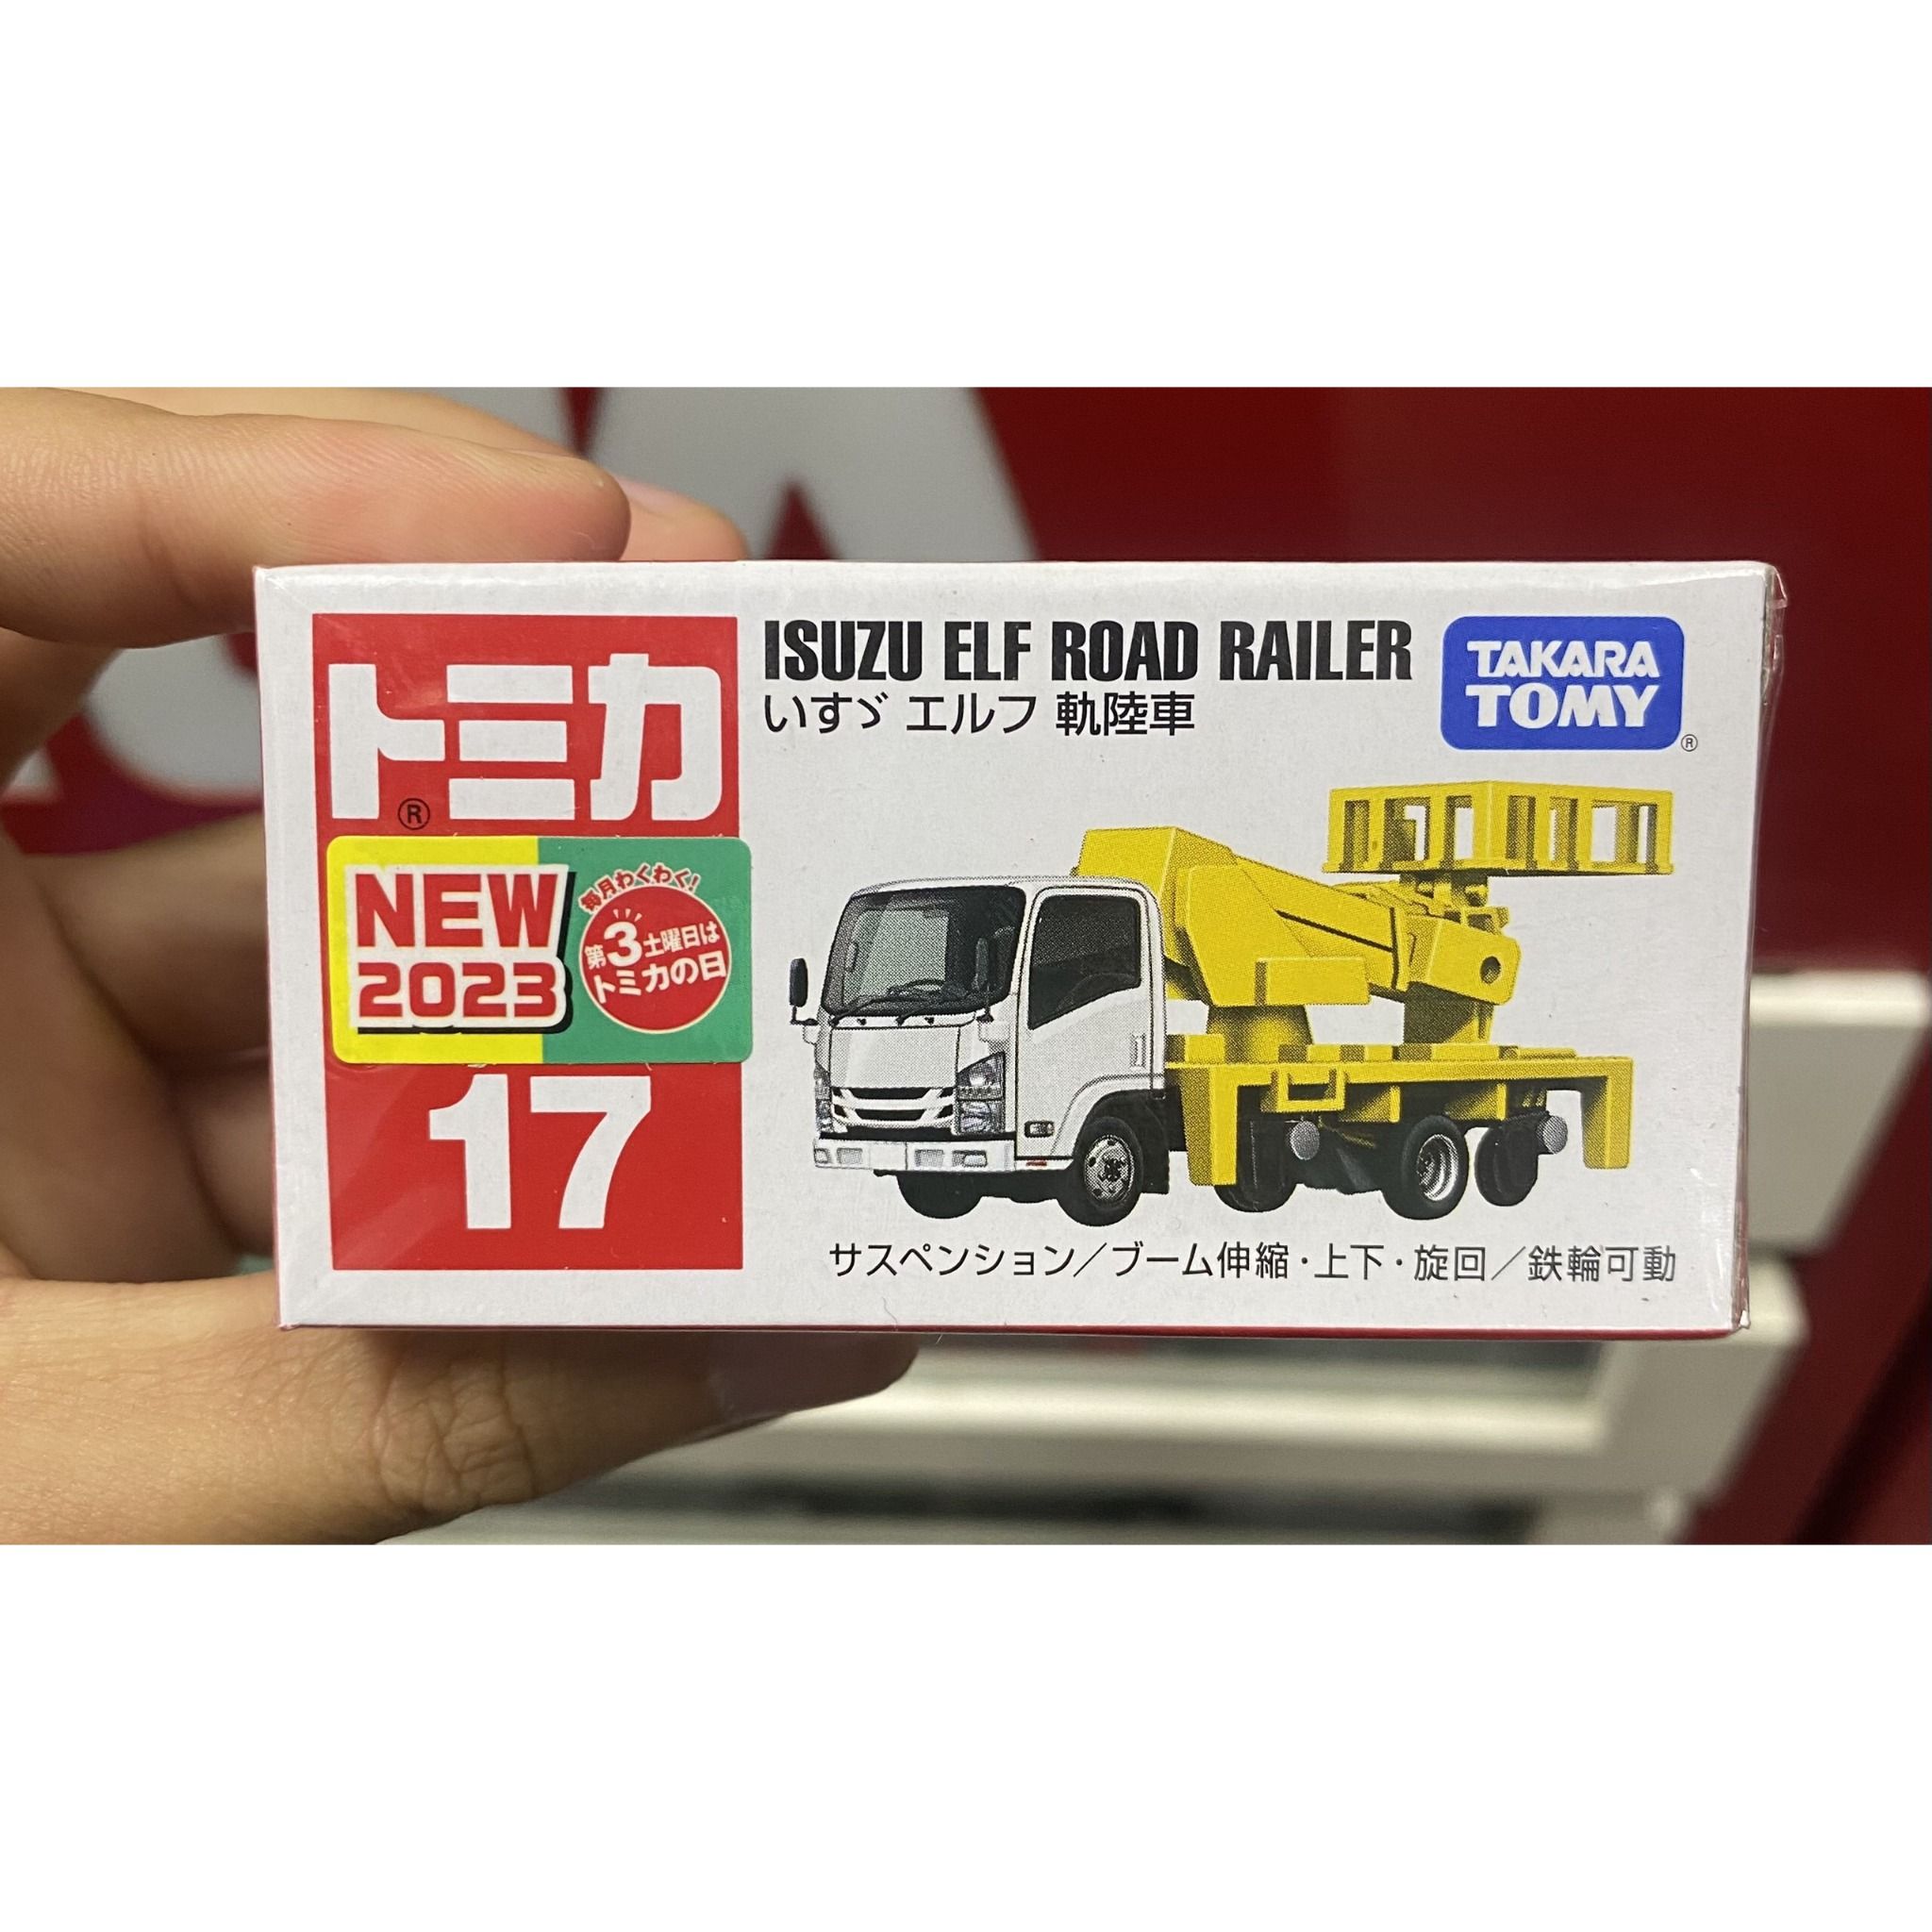 トミカ
®
NEW
2023
毎月わくわく!
第3土曜日は
トミカの日
17
ISUZU ELF ROAD RAILER
いすゞ エルフ 軌陸車
TAKARA
TOMY
®
サスペンション/ブーム伸縮・上下・旋回/鉄輪可動